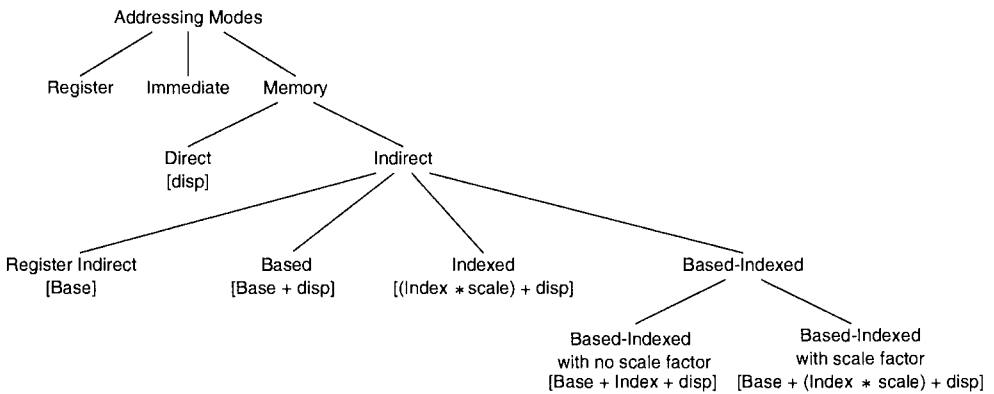 Addressing Modes
Register Immediate Memory
Direct Indirect
[disp]
Register Indirect Based Indexed Based-Indexed
[Base] [Base + disp] [(Index * scale) + disp]
Based-Indexed Based-Indexed
with no scale factor with scale factor
[Base + Index + disp] [Base + (Index * scale) + disp]